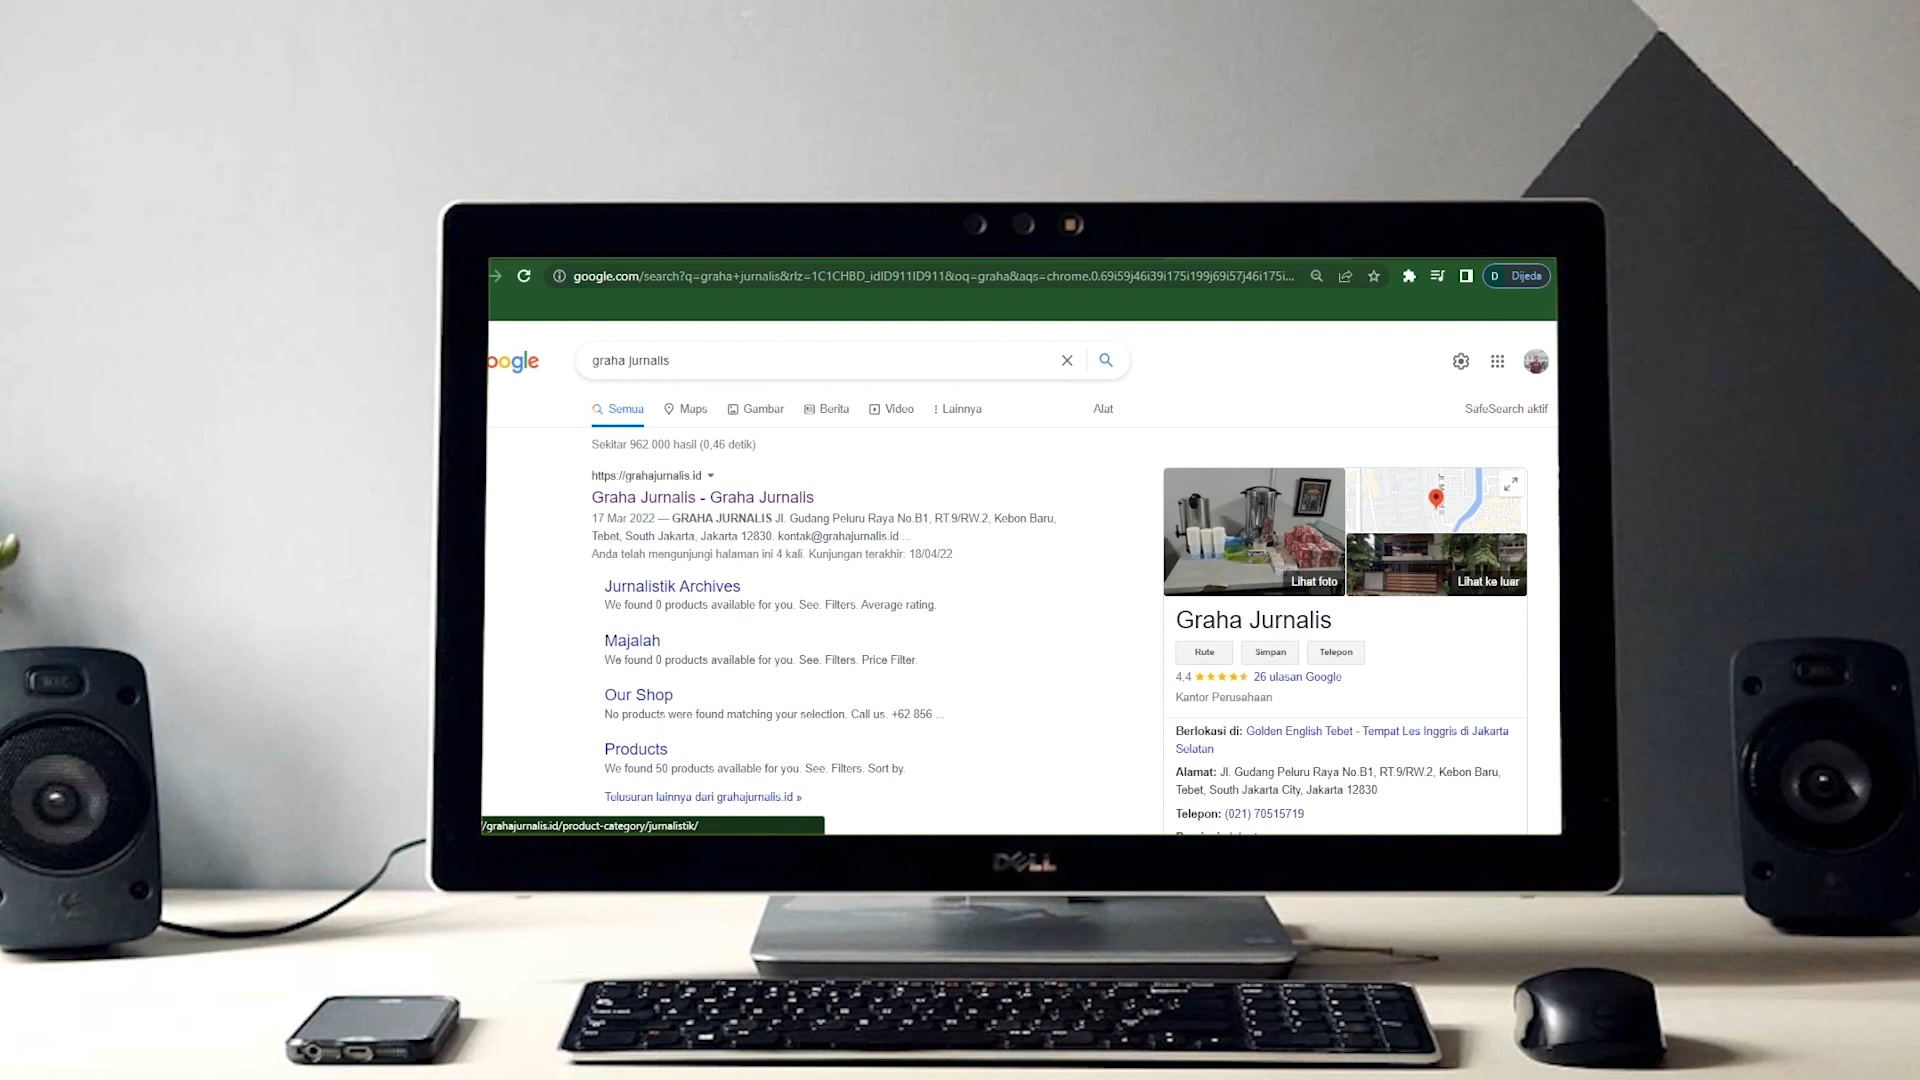 google.com/search?q=graha+jurnalis&rlz=1C1CHBD_idID911ID911&oq=graha&aqs=chrome.0.69i59j46i39i175i199j69i57j46i175i...
D Dijeda
oogle
graha jurnalis
Semua Maps Gambar Berita Video Lainnya Alat SafeSearch aktif
Sekitar 962.000 hasil (0,46 detik)
https://grahajurnalis.id
Graha Jurnalis - Graha Jurnalis
17 Mar 2022 — GRAHA JURNALIS Jl. Gudang Peluru Raya No.B1, RT.9/RW.2, Kebon Baru,
Tebet, South Jakarta, Jakarta 12830. kontak@grahajurnalis.id ...
Anda telah mengunjungi halaman ini 4 kali. Kunjungan terakhir: 18/04/22
Jurnalistik Archives
We found 0 products available for you. See. Filters. Average rating.
Majalah
We found 0 products available for you. See. Filters. Price Filter.
Our Shop
No products were found matching your selection. Call us. +62 856 ...
Products
We found 50 products available for you. See. Filters. Sort by.
Telusuran lainnya dari grahajurnalis.id »
/grahajurnalis.id/product-category/jurnalistik/
Lihat foto
Lihat ke luar
Graha Jurnalis
Rute Simpan Telepon
4,4 26 ulasan Google
Kantor Perusahaan
Berlokasi di: Golden English Tebet - Tempat Les Inggris di Jakarta
Selatan
Alamat: Jl. Gudang Peluru Raya No.B1, RT.9/RW.2, Kebon Baru,
Tebet, South Jakarta City, Jakarta 12830
Telepon: (021) 70515719
DELL